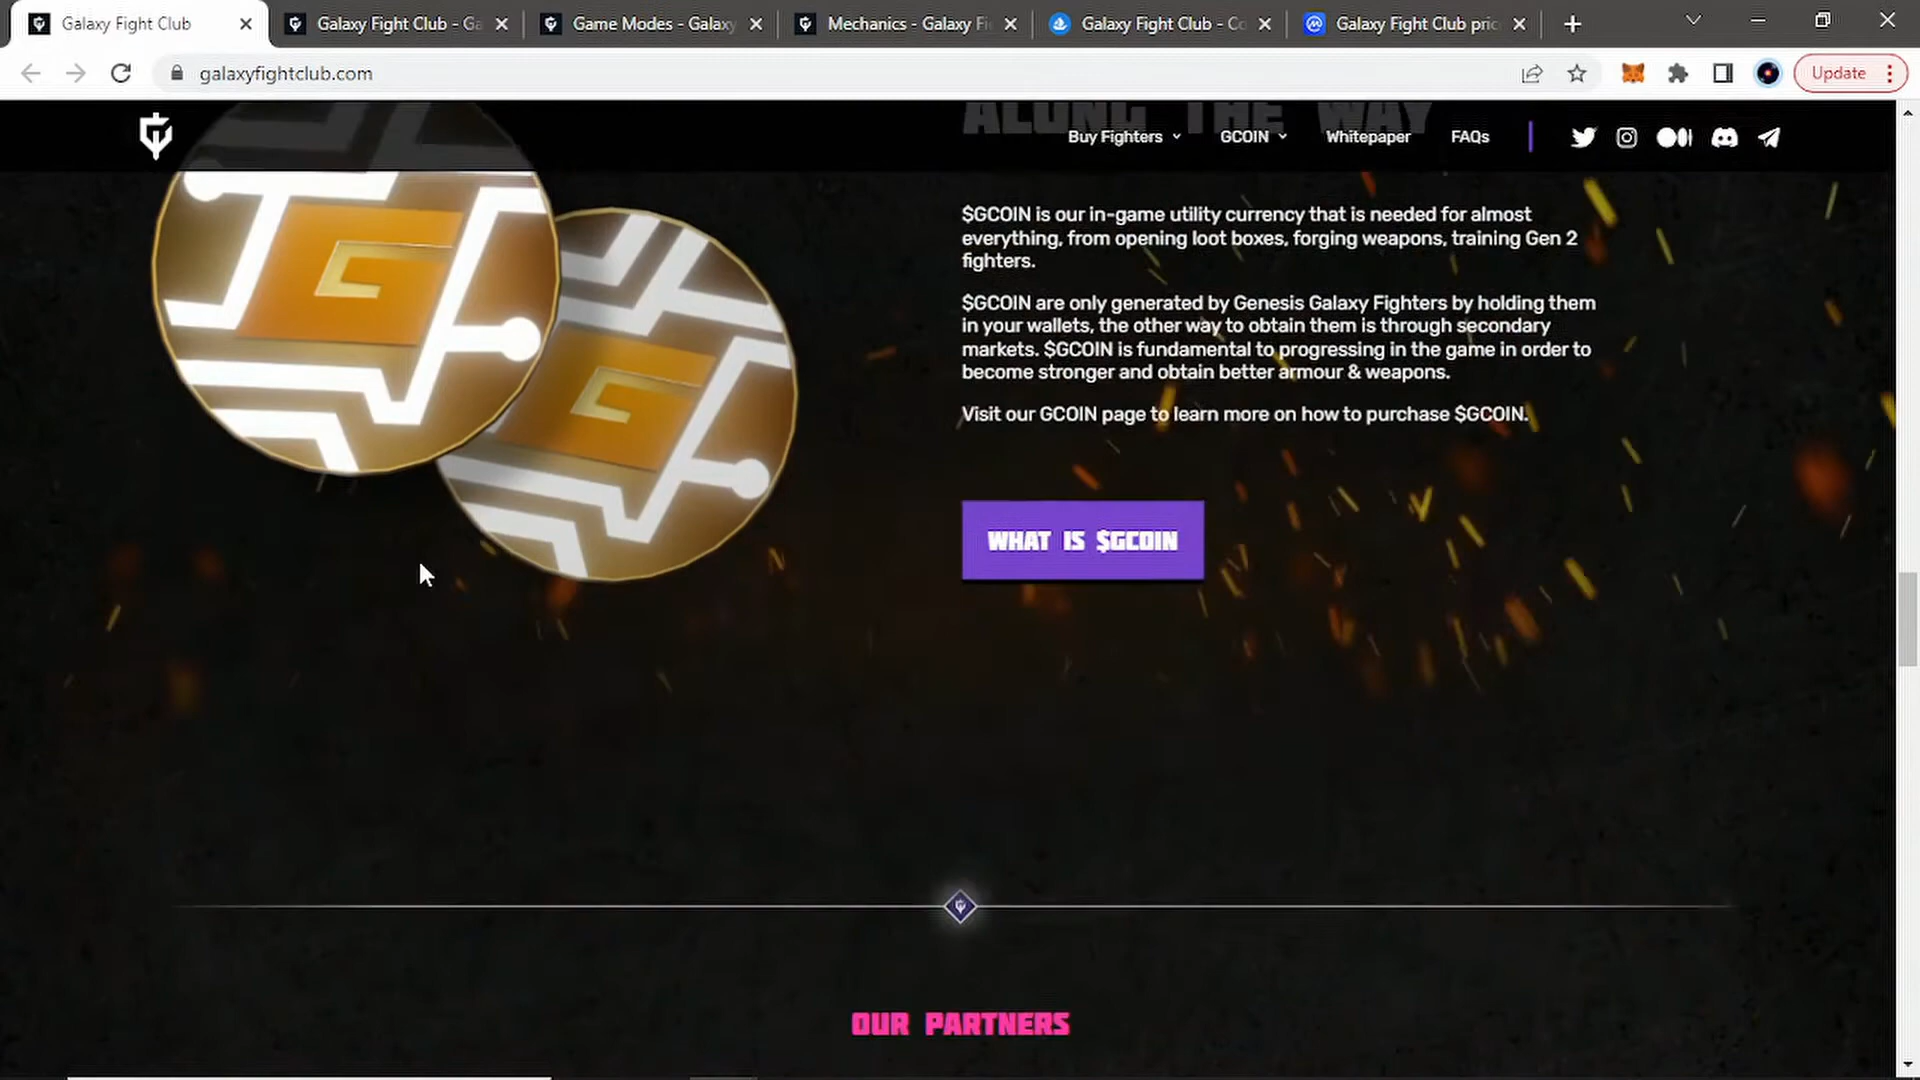 Galaxy Fight Club
Galaxy Fight Club - Ga
Game Modes - Galaxy
Mechanics - Galaxy Fi
Galaxy Fight Club - Co
Galaxy Fight Club pric
galaxyfightclub.com
Update
ALONG THE WAY
Buy Fighters
GCOIN
Whitepaper
FAQs
$GCOIN is our in-game utility currency that is needed for almost
everything, from opening loot boxes, forging weapons, training Gen 2
fighters.
$GCOIN are only generated by Genesis Galaxy Fighters by holding them
in your wallets, the other way to obtain them is through secondary
markets. $GCOIN is fundamental to progressing in the game in order to
become stronger and obtain better armour & weapons.
Visit our GCOIN page to learn more on how to purchase $GCOIN.
WHAT IS $GCOIN
OUR PARTNERS